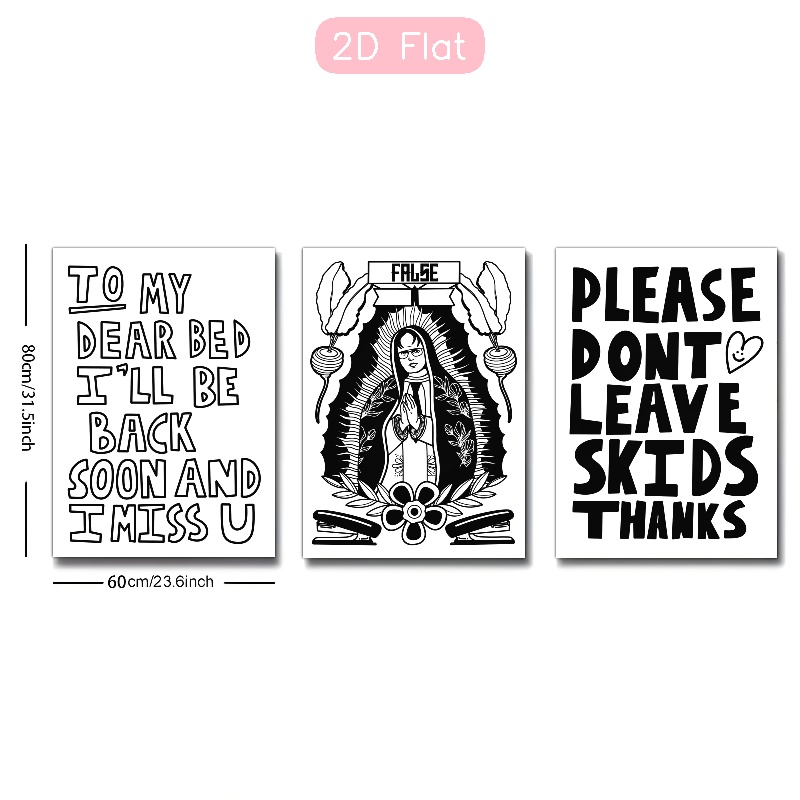 2D Flat
TO MY
DEAR BED
I'LL BE
BACK
SOON AND
I MISS U
FALSE
PLEASE
DONT
LEAVE
SKIDS
THANKS
80cm/31.5inch
60cm/23.6inch